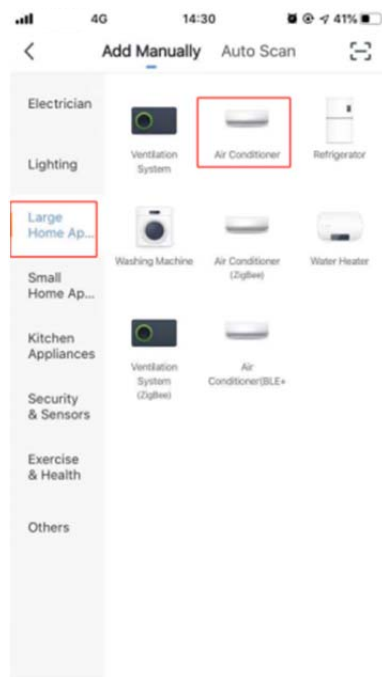 4G 14:30 41%
Add Manually Auto Scan
Electrician
Lighting
Large
Home Ap...
Small
Home Ap...
Kitchen
Appliances
Security
& Sensors
Exercise
& Health
Others
Ventilation
System
Air Conditioner
Refrigerator
Washing Machine
Air Conditioner
(ZigBee)
Water Heater
Ventilation
System
(ZigBee)
Air
Conditioner(BLE+